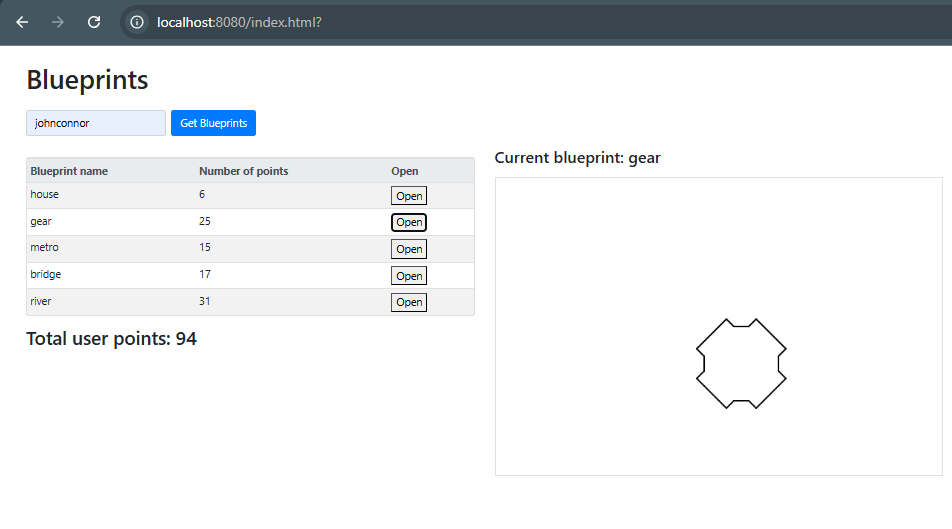 localhost:8080/index.html?
Blueprints
johnconnor Get Blueprints
Current blueprint: gear
Blueprint name Number of points Open
house 6 Open
gear 25 Open
metro 15 Open
bridge 17 Open
river 31 Open
Total user points: 94